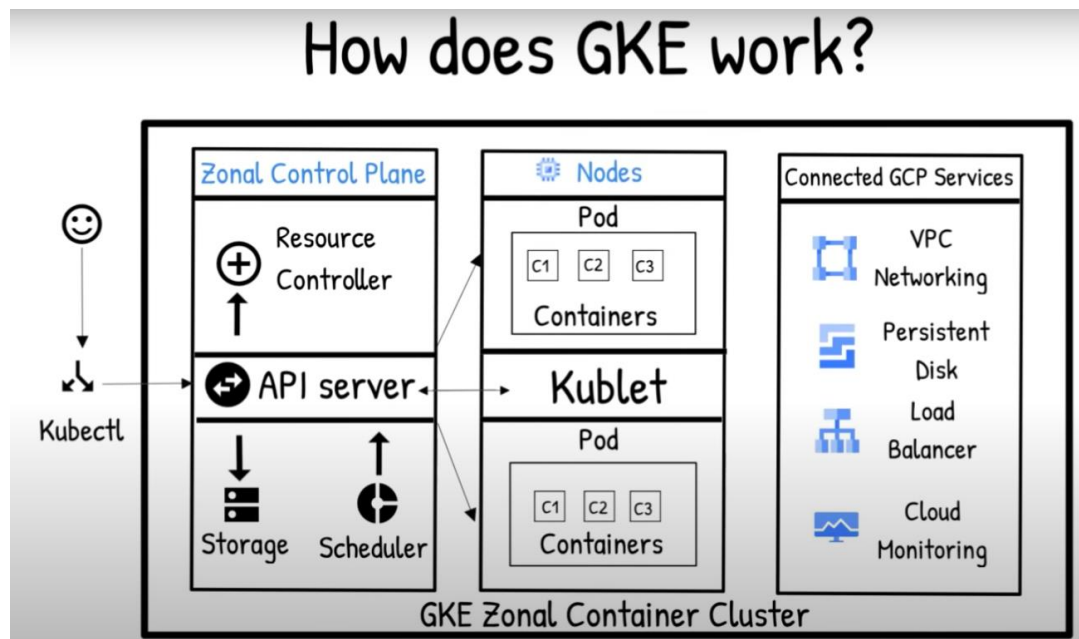 How does GKE work?
Zonal Control Plane
Resource
Controller
API server
Storage
Scheduler
Kubectl
Nodes
Pod
C1 C2 C3
Containers
Kublet
Pod
C1 C2 C3
Containers
Connected GCP Services
VPC
Networking
Persistent
Disk
Load
Balancer
Cloud
Monitoring
GKE Zonal Container Cluster